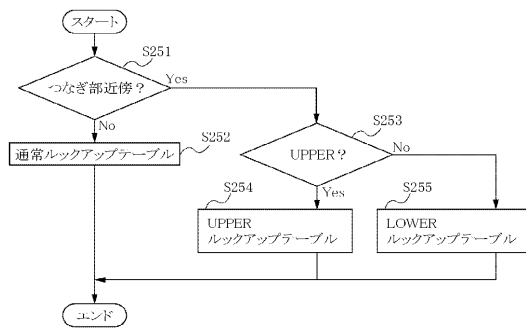 スタート
S251
つなぎ部近傍?
Yes
No
S252
通常ルックアップテーブル
S253
UPPER?
No
Yes
S254
UPPER
ルックアップテーブル
S255
LOWER
ルックアップテーブル
エンド